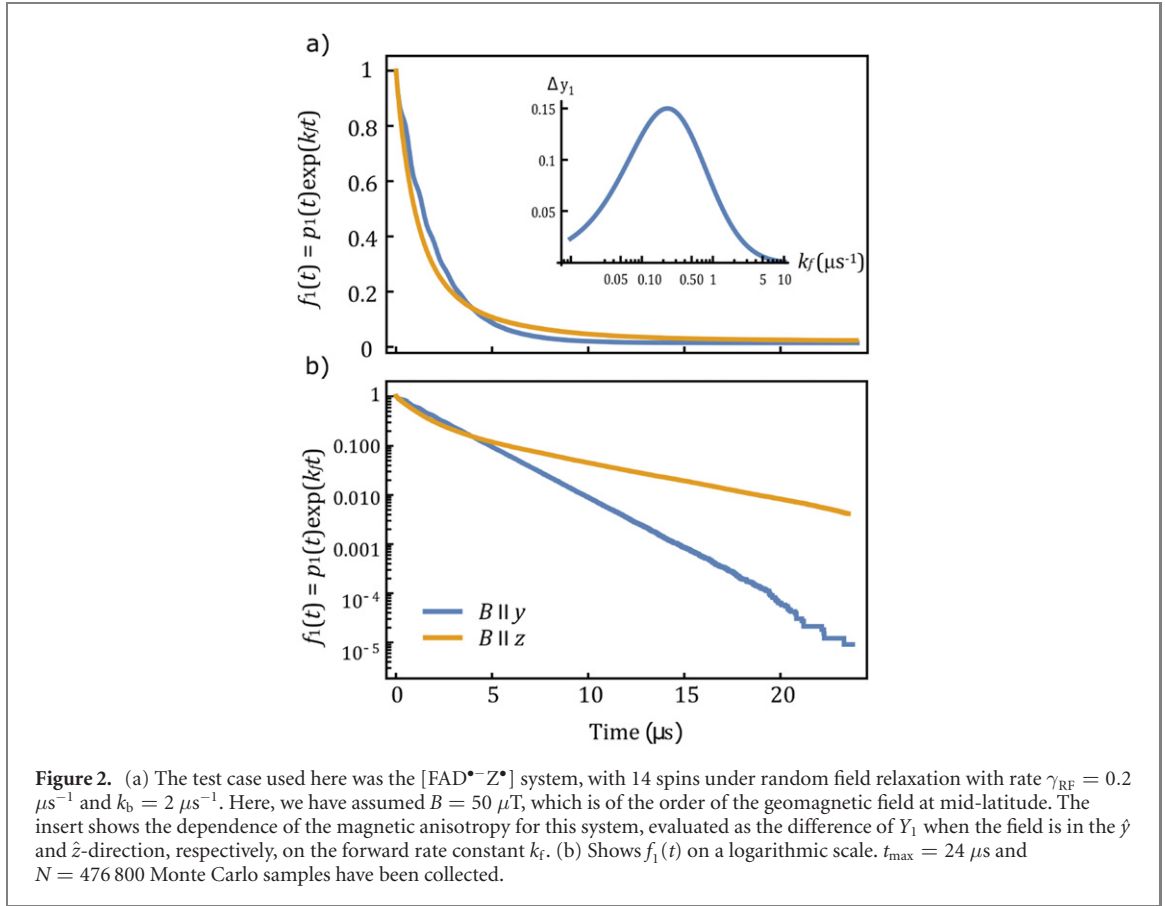 a)
f₁(t) = p₁(t)exp(k_f t)
1
0.8
0.6
0.4
0.2
0
Δy₁
0.15
0.1
0.05
0.05 0.10 0.50 1 5 10
k_f (μs⁻¹)
b)
f₁(t) = p₁(t)exp(k_f t)
1
0.100
0.010
0.001
10⁻⁴
10⁻⁵
B || y
B || z
0 5 10 15 20
Time (μs)
Figure 2. (a) The test case used here was the [FAD•− Z•] system, with 14 spins under random field relaxation with rate γ_RF = 0.2
μs⁻¹ and k_b = 2 μs⁻¹. Here, we have assumed B = 50 μT, which is of the order of the geomagnetic field at mid-latitude. The
insert shows the dependence of the magnetic anisotropy for this system, evaluated as the difference of Y₁ when the field is in the ŷ
and ẑ-direction, respectively, on the forward rate constant k_f. (b) Shows f₁(t) on a logarithmic scale. t_max = 24 μs and
N = 476 800 Monte Carlo samples have been collected.